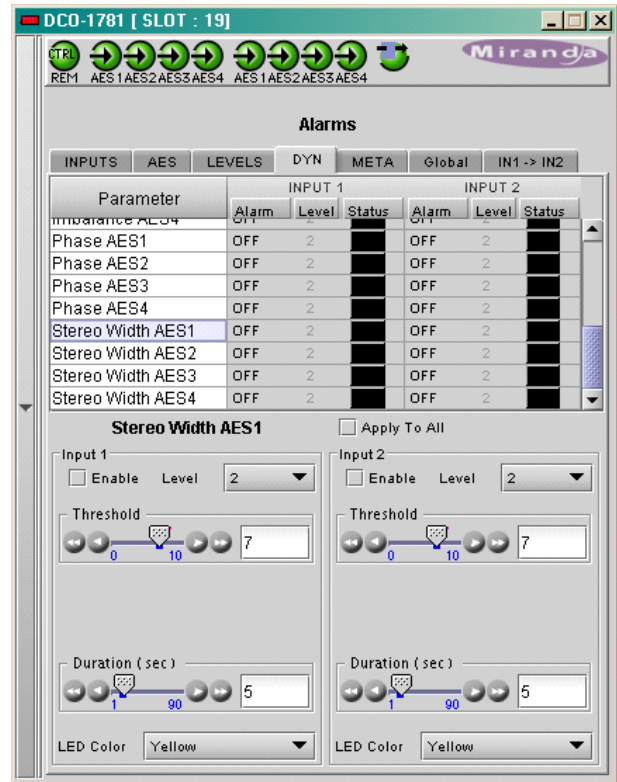 DCO-1781 [ SLOT : 19]
CTRL
REM AES1 AES2 AES3 AES4 AES1 AES2 AES3 AES4
Miranda
Alarms
INPUTS AES LEVELS DYN META Global IN1 -> IN2
Parameter INPUT 1 INPUT 2
Alarm Level Status Alarm Level Status
Imbalance AES4 OFF OFF
Phase AES1 OFF 2 OFF 2
Phase AES2 OFF 2 OFF 2
Phase AES3 OFF 2 OFF 2
Phase AES4 OFF 2 OFF 2
Stereo Width AES1 OFF 2 OFF 2
Stereo Width AES2 OFF 2 OFF 2
Stereo Width AES3 OFF 2 OFF 2
Stereo Width AES4 OFF 2 OFF 2
Stereo Width AES1 Apply To All
Input 1 Input 2
Enable Level 2 Enable Level 2
Threshold Threshold
0 10 7 0 10 7
Duration ( sec ) Duration ( sec )
1 90 5 1 90 5
LED Color Yellow LED Color Yellow